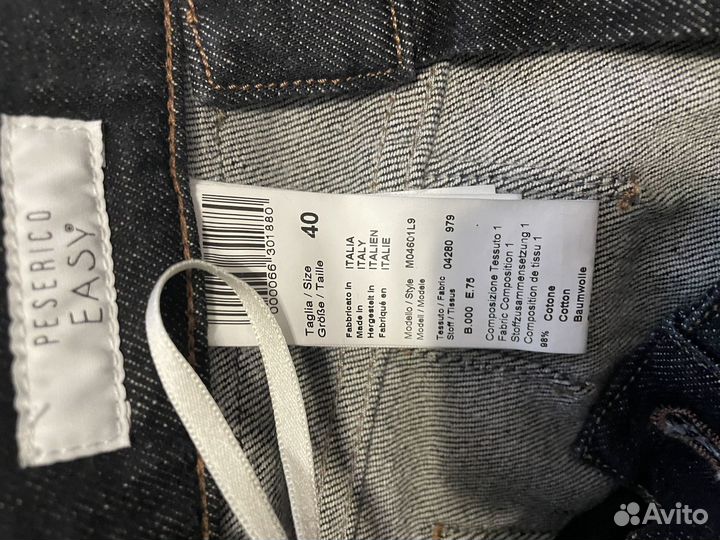 PESERICO
EASY®
000066 301880
Taglia / Size
Größe / Taille
40
Fabbricato in ITALIA
Made in ITALY
Hergestelt in ITALIEN
Fabriqué en ITALIE
Modello / Style M04601L9
Modell / Modèle
Tessuto / Fabric 04280 979
Stoff / Tissus
B.000 E.75
Composizione Tessuto 1
Fabric Composition 1
Stoffzusammensetzung 1
Composition de tissu 1
98% Cotone
Cotton
Baumwolle
Avito